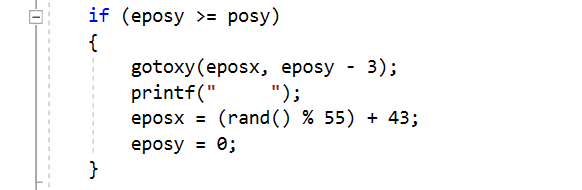 if (eposy >= posy)
{
    gotoxy(eposx, eposy - 3);
    printf("     ");
    eposx = (rand() % 55) + 43;
    eposy = 0;
}